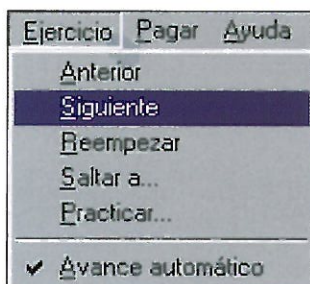 Ejercicio Pagar Ayuda
Anterior
Siguiente
Reempezar
Saltar a...
Practicar...
✔ Avance automático